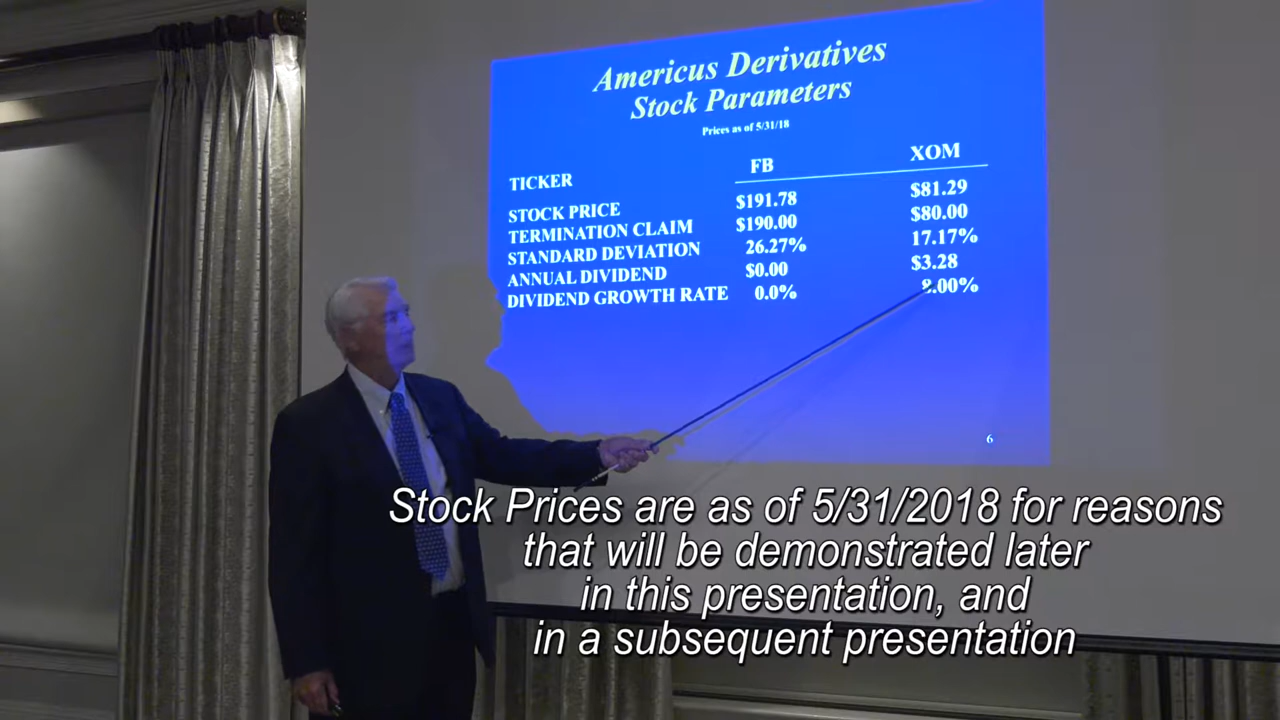 Americus Derivatives
Stock Parameters
Prices as of 5/31/18
TICKER FB XOM
STOCK PRICE $191.78 $81.29
TERMINATION CLAIM $190.00 $80.00
STANDARD DEVIATION 26.27% 17.17%
ANNUAL DIVIDEND $0.00 $3.28
DIVIDEND GROWTH RATE 0.0% 8.00%
6
Stock Prices are as of 5/31/2018 for reasons
that will be demonstrated later
in this presentation, and
in a subsequent presentation